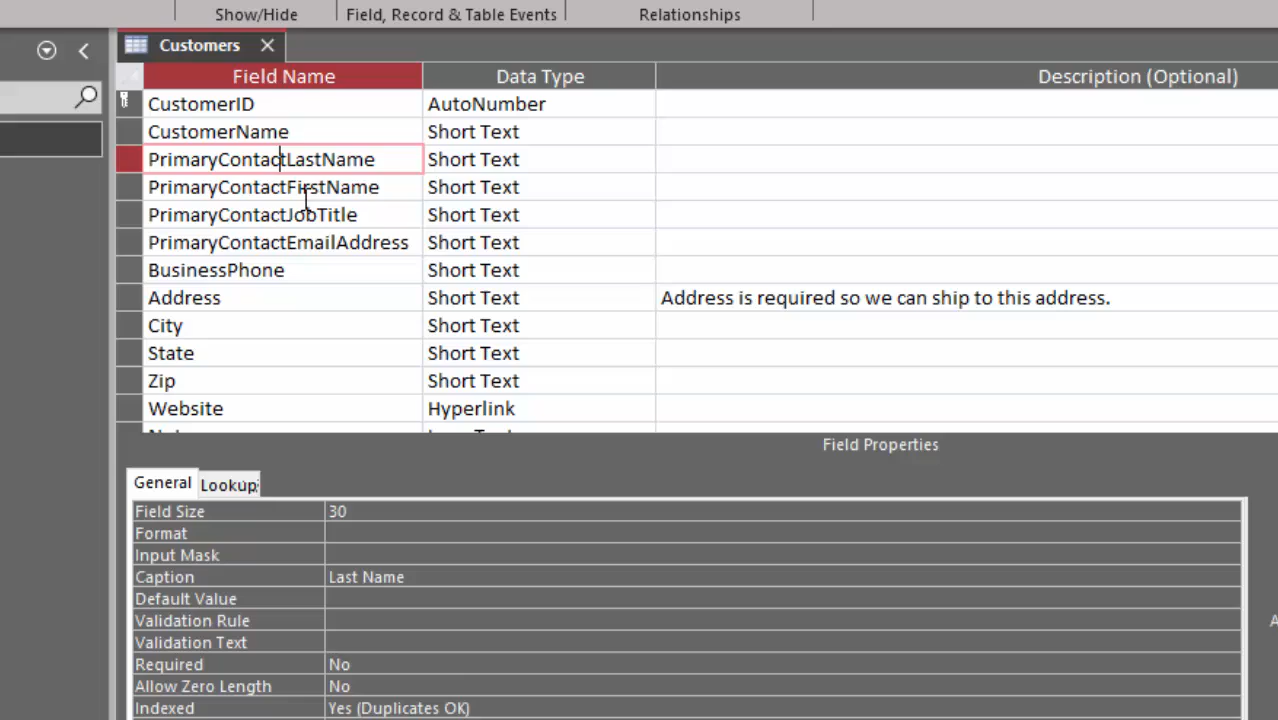 Show/Hide Field, Record & Table Events Relationships
Customers
Field Name Data Type Description (Optional)
CustomerID AutoNumber
CustomerName Short Text
PrimaryContactLastName Short Text
PrimaryContactFirstName Short Text
PrimaryContactJobTitle Short Text
PrimaryContactEmailAddress Short Text
BusinessPhone Short Text
Address Short Text Address is required so we can ship to this address.
City Short Text
State Short Text
Zip Short Text
Website Hyperlink
Field Properties
General Lookup
Field Size 30
Format
Input Mask
Caption Last Name
Default Value
Validation Rule
Validation Text
Required No
Allow Zero Length No
Indexed Yes (Duplicates OK)